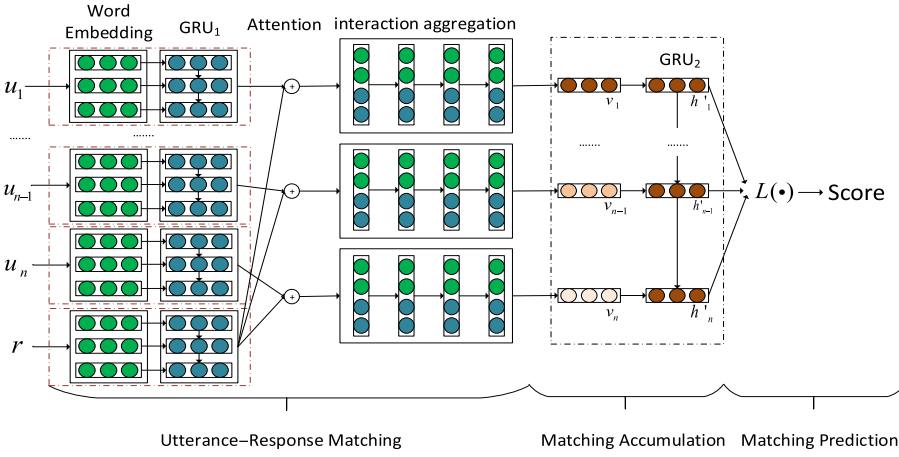 Word
Embedding
GRU1
Attention
interaction aggregation
GRU2
u1
v1
h'1
.......
.......
.......
.......
un-1
vn-1
h'n-1
L(•)
Score
un
vn
h'n
r
Utterance–Response Matching
Matching Accumulation
Matching Prediction